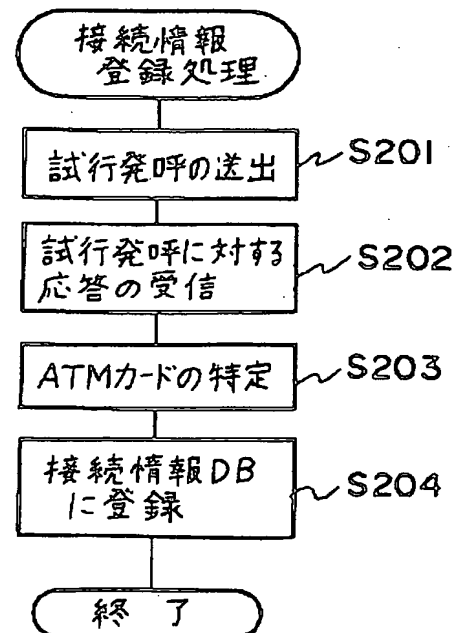 接続情報
登録処理
試行発呼の送出
S201
試行発呼に対する
応答の受信
S202
ATMカードの特定
S203
接続情報DB
に登録
S204
終了